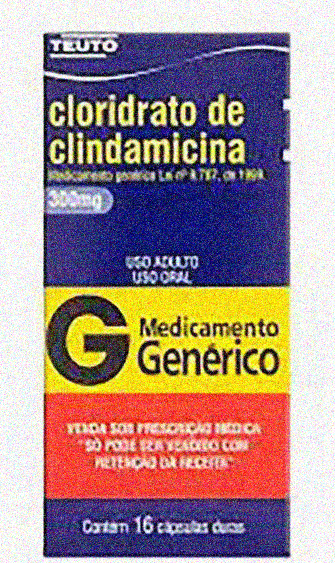 TEUTO
cloridrato de
clindamicina
Medicamento genérico Lei nº 9.787, de 1999
300mg
USO ADULTO
USO ORAL
G Medicamento
Genérico
VENDA SOB PRESCRIÇÃO MÉDICA
"SÓ PODE SER VENDIDO COM
RETENÇÃO DA RECEITA"
Contém 16 cápsulas duras